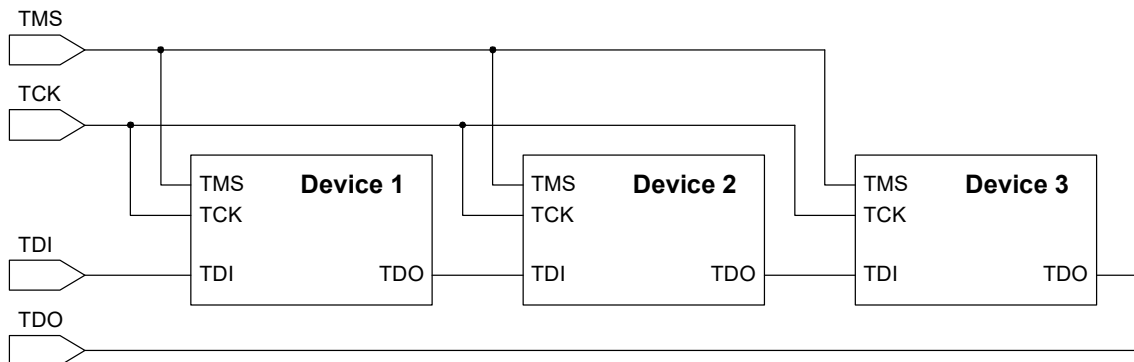 TMS
TCK
TMS Device 1 TMS Device 2 TMS Device 3
TCK TCK TCK
TDI
TDI TDO TDI TDO TDI TDO
TDO